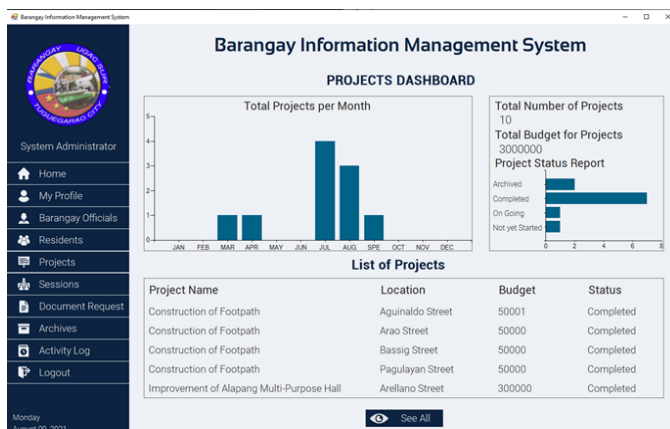 Barangay Information Management System
Barangay Information Management System
BARANGAY UGAC SUR
TUGUEGARAO CITY
System Administrator
Home
My Profile
Barangay Officials
Residents
Projects
Sessions
Document Request
Archives
Activity Log
Logout
Monday
August 09, 2021
PROJECTS DASHBOARD
Total Projects per Month
5
4
3
2
1
0
JAN FEB MAR APR MAY JUN JUL AUG SPE OCT NOV DEC
Total Number of Projects
10
Total Budget for Projects
3000000
Project Status Report
Archived
Completed
On Going
Not yet Started
0 2 4 6 8
List of Projects
Project Name Location Budget Status
Construction of Footpath Aguinaldo Street 50001 Completed
Construction of Footpath Arao Street 50000 Completed
Construction of Footpath Bassig Street 50000 Completed
Construction of Footpath Pagulayan Street 50000 Completed
Improvement of Alapang Multi-Purpose Hall Arellano Street 300000 Completed
See All